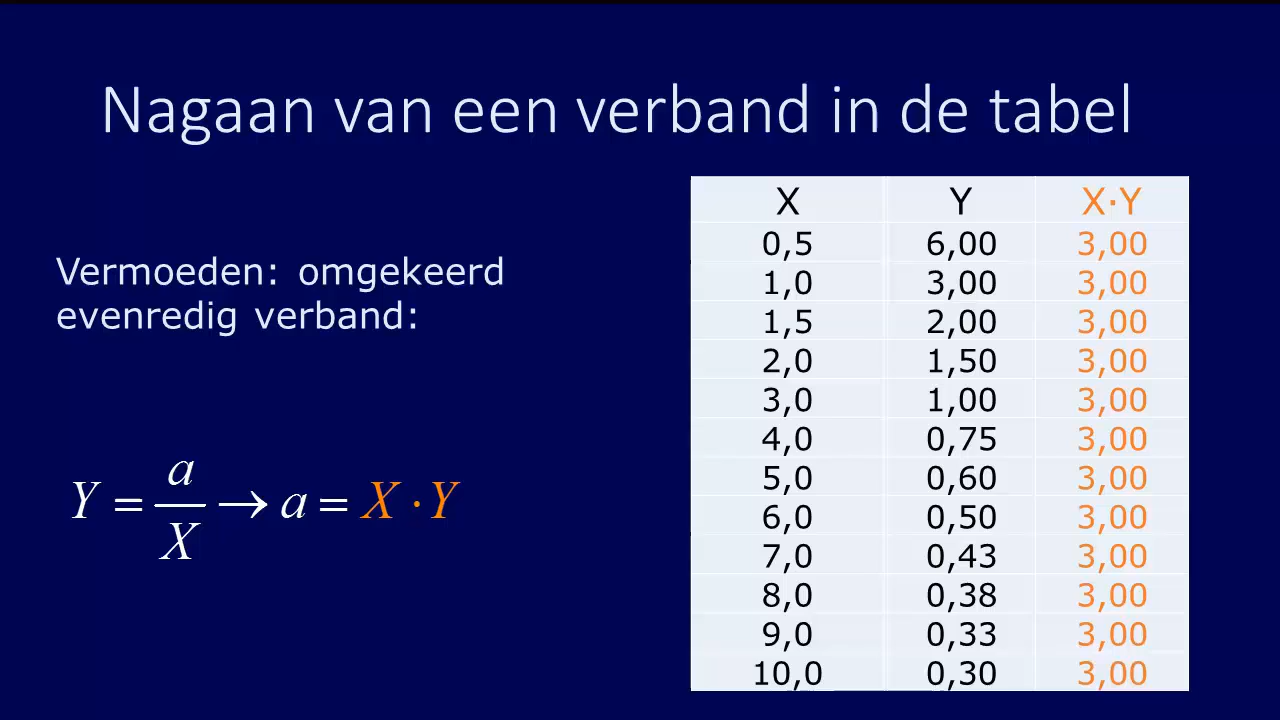 Nagaan van een verband in de tabel
Vermoeden: omgekeerd
evenredig verband:
Y = a/X → a = X · Y
X Y X·Y
0,5 6,00 3,00
1,0 3,00 3,00
1,5 2,00 3,00
2,0 1,50 3,00
3,0 1,00 3,00
4,0 0,75 3,00
5,0 0,60 3,00
6,0 0,50 3,00
7,0 0,43 3,00
8,0 0,38 3,00
9,0 0,33 3,00
10,0 0,30 3,00